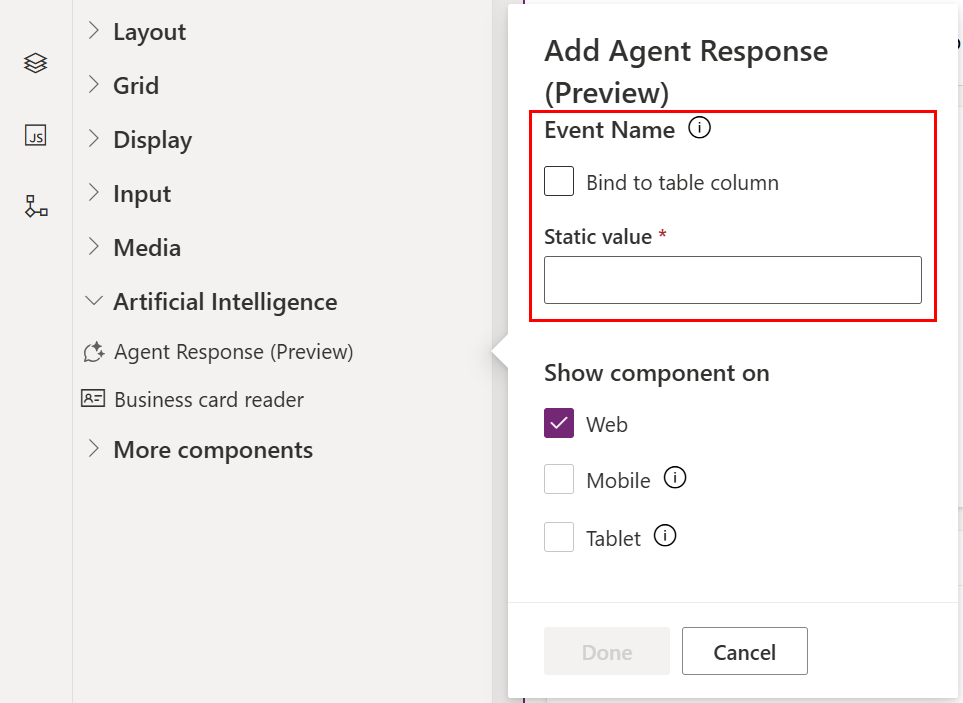 Layout
Grid
JS
Display
Input
Media
Artificial Intelligence
Agent Response (Preview)
Business card reader
More components
Add Agent Response
(Preview)
Event Name
Bind to table column
Static value *
Show component on
Web
Mobile
Tablet
Done
Cancel